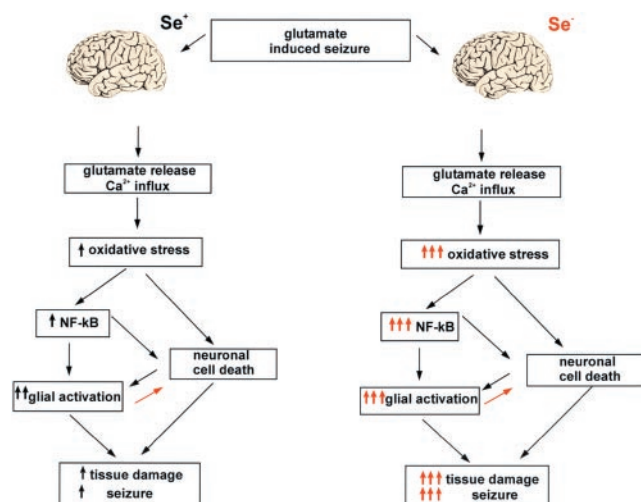 Se⁺
glutamate
induced seizure
Se⁻
glutamate release
Ca²⁺ influx
↑ oxidative stress
↑ NF-kB
neuronal
cell death
↑↑glial activation
↑ tissue damage
↑ seizure
glutamate release
Ca²⁺ influx
↑↑↑ oxidative stress
↑↑↑ NF-kB
neuronal
cell death
↑↑↑glial activation
↑↑↑ tissue damage
↑↑↑ seizure